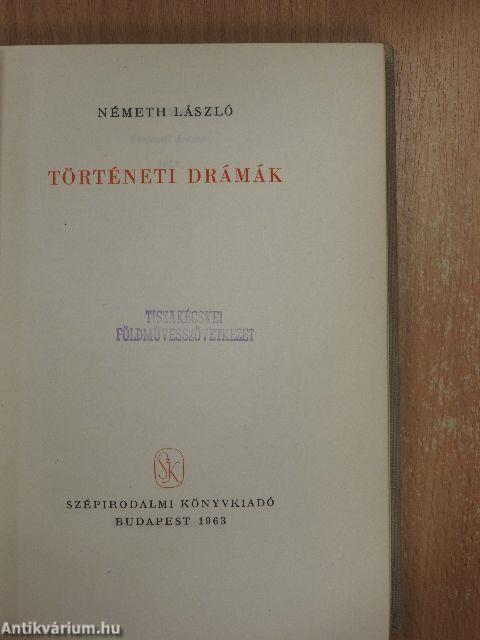 NÉMETH LÁSZLÓ
TÖRTÉNETI DRÁMÁK
TISZAKÉCSKEI
FÖLDMŰVESSZÖVETKEZET
SZK
SZÉPIRODALMI KÖNYVKIADÓ
BUDAPEST 1963
Antikvárium.hu